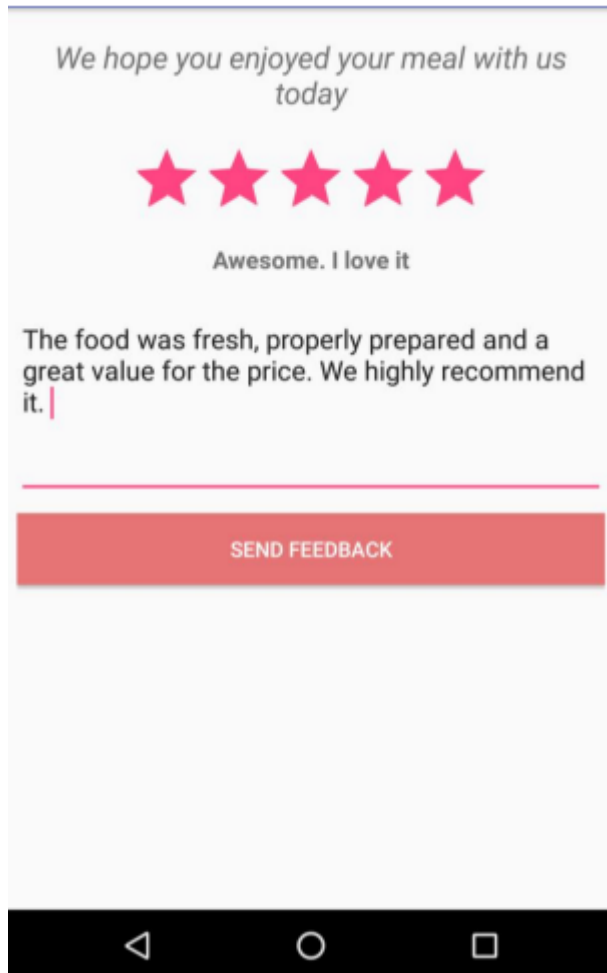 We hope you enjoyed your meal with us
today
Awesome. I love it
The food was fresh, properly prepared and a
great value for the price. We highly recommend
it.
SEND FEEDBACK